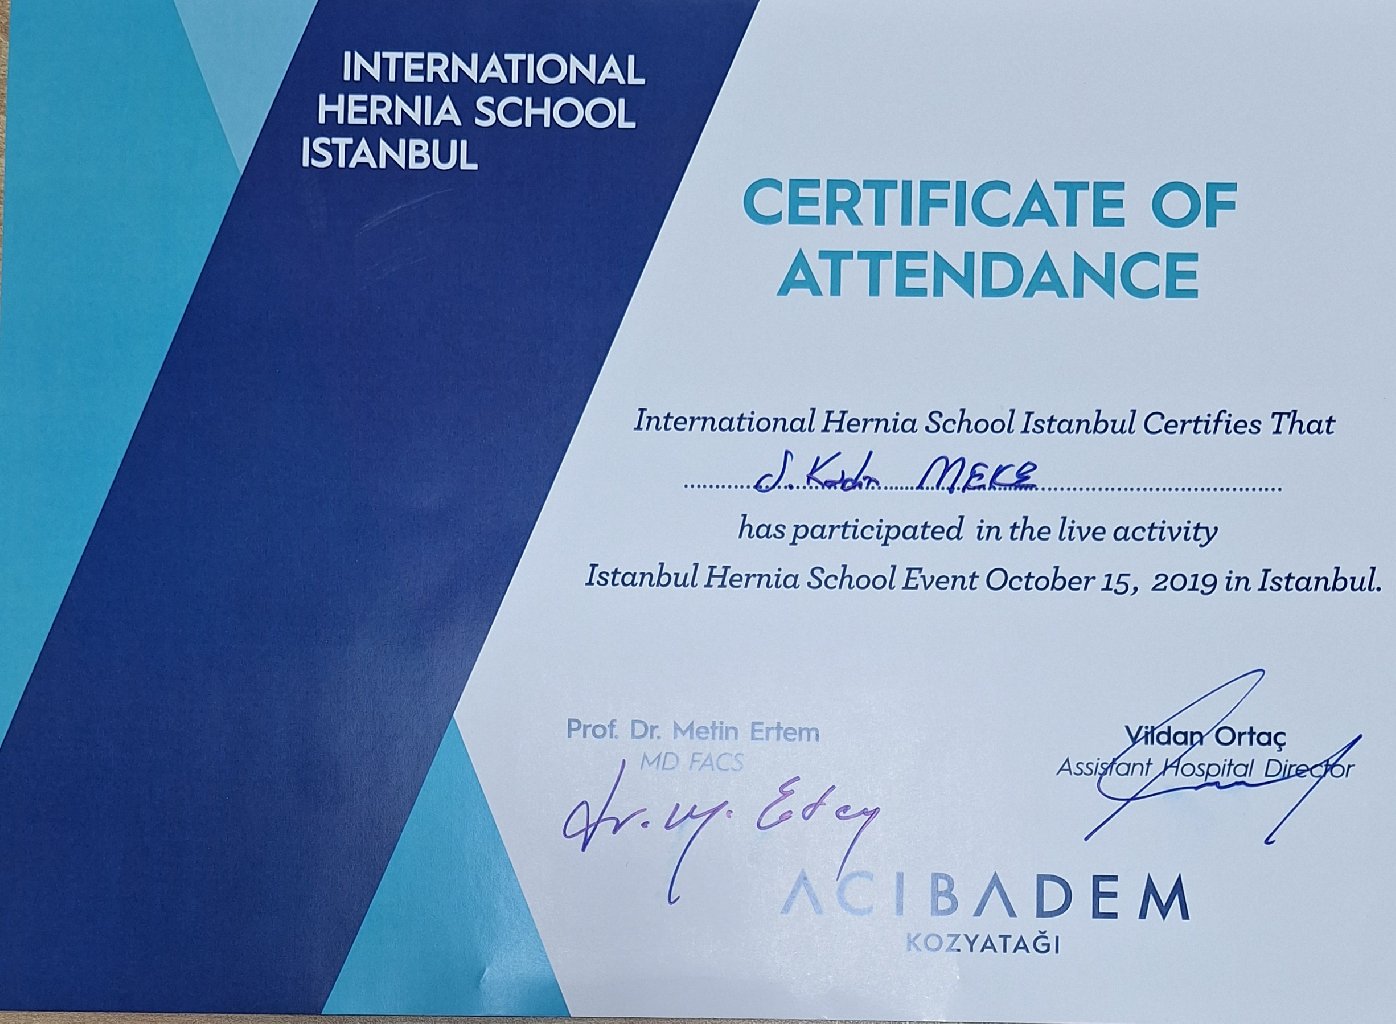 INTERNATIONAL
HERNIA SCHOOL
ISTANBUL
CERTIFICATE OF
ATTENDANCE
International Hernia School Istanbul Certifies That
MEKE
has participated in the live activity
Istanbul Hernia School Event October 15, 2019 in Istanbul.
Prof. Dr. Metin Ertem
MD FACS
Vildan Ortaç
Assistant Hospital Director
ACIBADEM
KOZYATAĞI